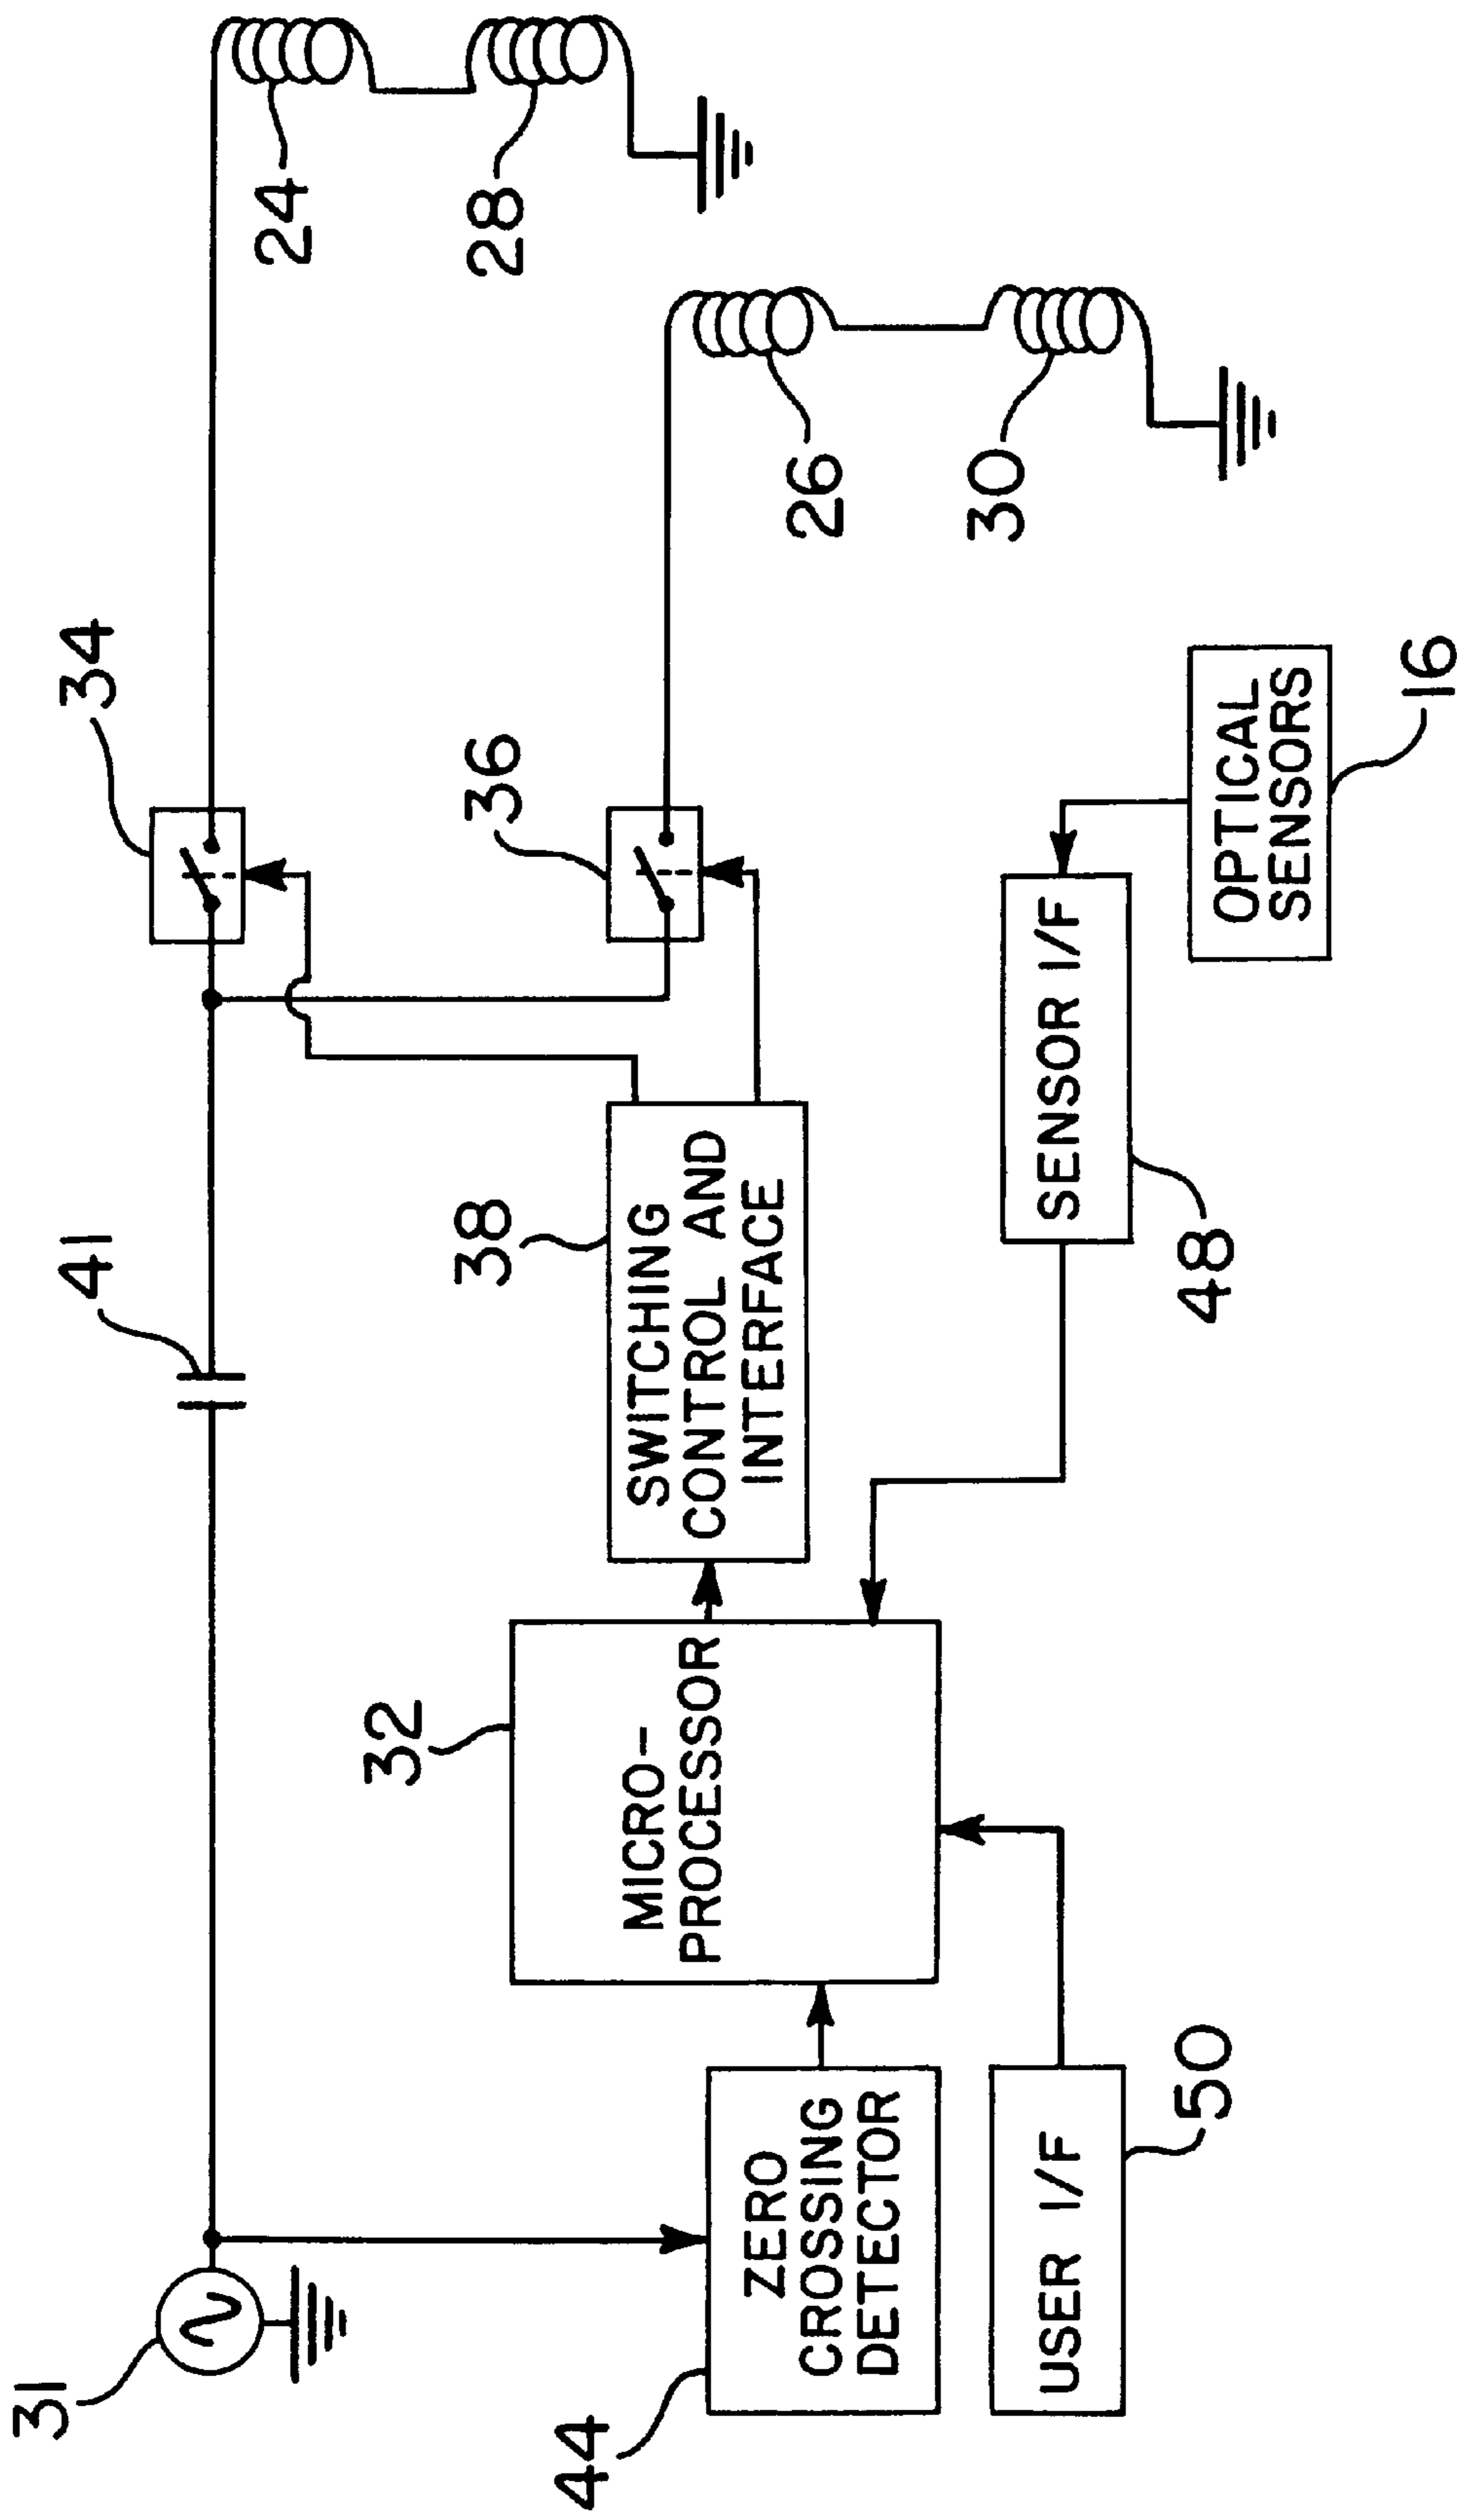 31
41
34
24
28
36
26
30
32
MICRO-
PROCESSOR
38
SWITCHING
CONTROL AND
INTERFACE
44
ZERO
CROSSING
DETECTOR
USER I/F
50
SENSOR I/F
48
OPTICAL
SENSORS
16